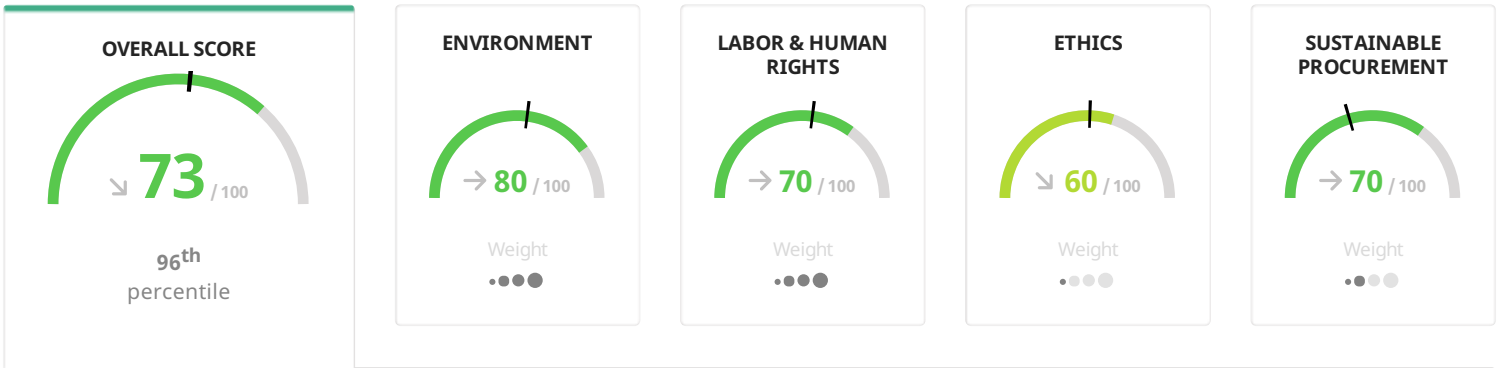 OVERALL SCORE
73 / 100
96th
percentile
ENVIRONMENT
80 / 100
Weight
LABOR & HUMAN
RIGHTS
70 / 100
Weight
ETHICS
60 / 100
Weight
SUSTAINABLE
PROCUREMENT
70 / 100
Weight